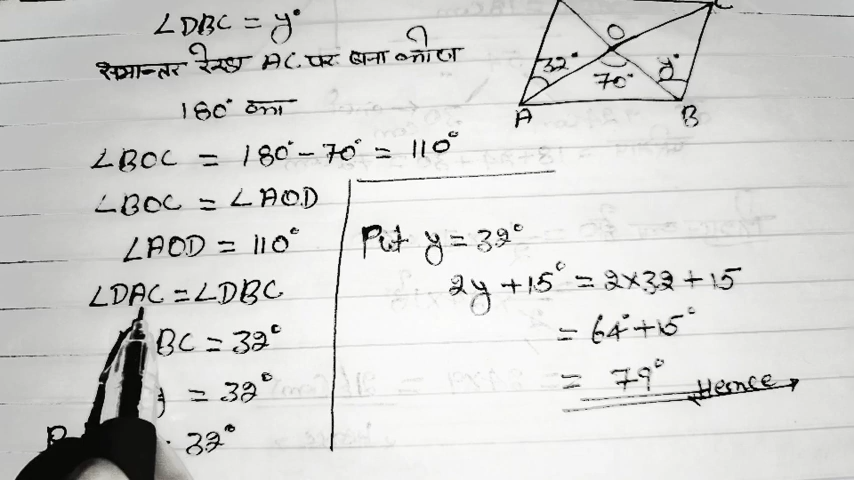 ∠DBC = y°
समान्तर रेखा AC पर बना कोण
180° का
∠BOC = 180° - 70° = 110°
∠BOC = ∠AOD
∠AOD = 110°
∠DAC = ∠DBC
BC = 32°
= 32°
32°
C
O
32°
70°
y°
A
B
Put y = 32°
2y + 15° = 2×32 + 15
= 64° + 15°
= 79°
Hence